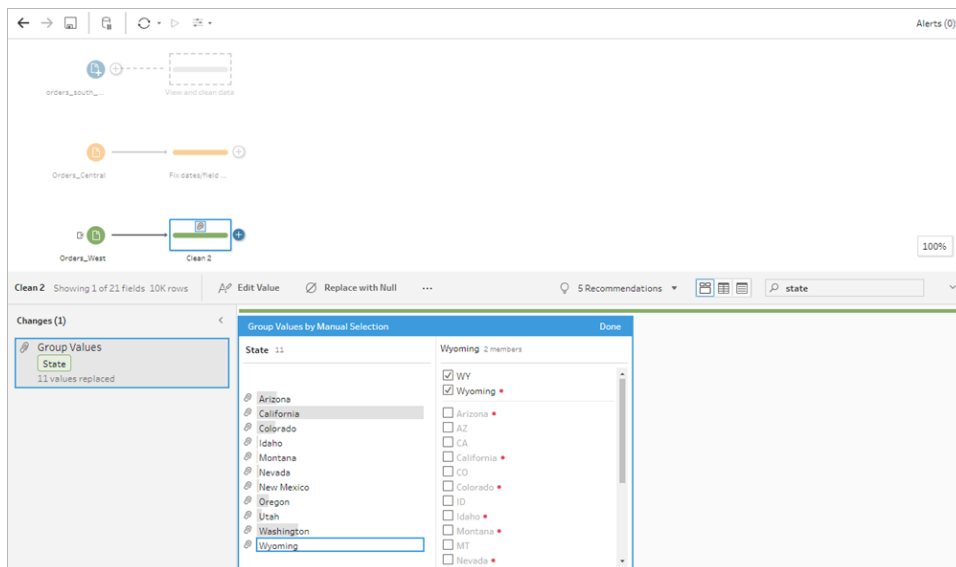 Alerts (0)
orders_south_...
View and clean data
Orders_Central
Fix dates/field ...
Orders_West
Clean 2
100%
Clean 2 Showing 1 of 21 fields 10K rows Edit Value Replace with Null ... 5 Recommendations state
Changes (1)
Group Values
State
11 values replaced
Group Values by Manual Selection Done
State 11
Arizona
California
Colorado
Idaho
Montana
Nevada
New Mexico
Oregon
Utah
Washington
Wyoming
Wyoming 2 members
WY
Wyoming
Arizona
AZ
CA
California
CO
Colorado
ID
Idaho
Montana
MT
Nevada